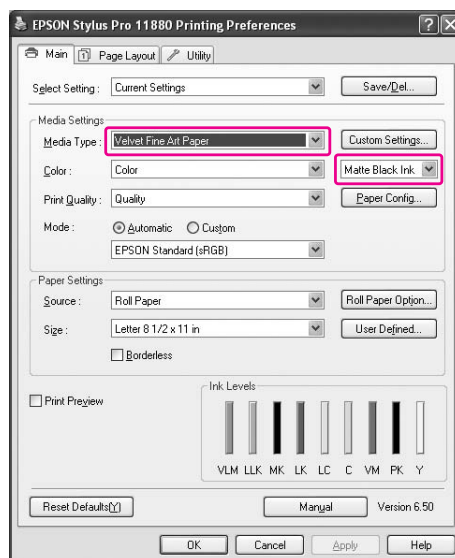 EPSON Stylus Pro 11880 Printing Preferences
Main Page Layout Utility
Select Setting : Current Settings Save/Del...
Media Settings
Media Type : Velvet Fine Art Paper Custom Settings...
Color : Color Matte Black Ink
Print Quality : Quality Paper Config...
Mode : Automatic Custom
EPSON Standard (sRGB)
Paper Settings
Source : Roll Paper Roll Paper Option...
Size : Letter 8 1/2 x 11 in User Defined...
Borderless
Print Preview Ink Levels
VLM LLK MK LK LC C VM PK Y
Reset Defaults(Y) Manual Version 6.50
OK Cancel Apply Help